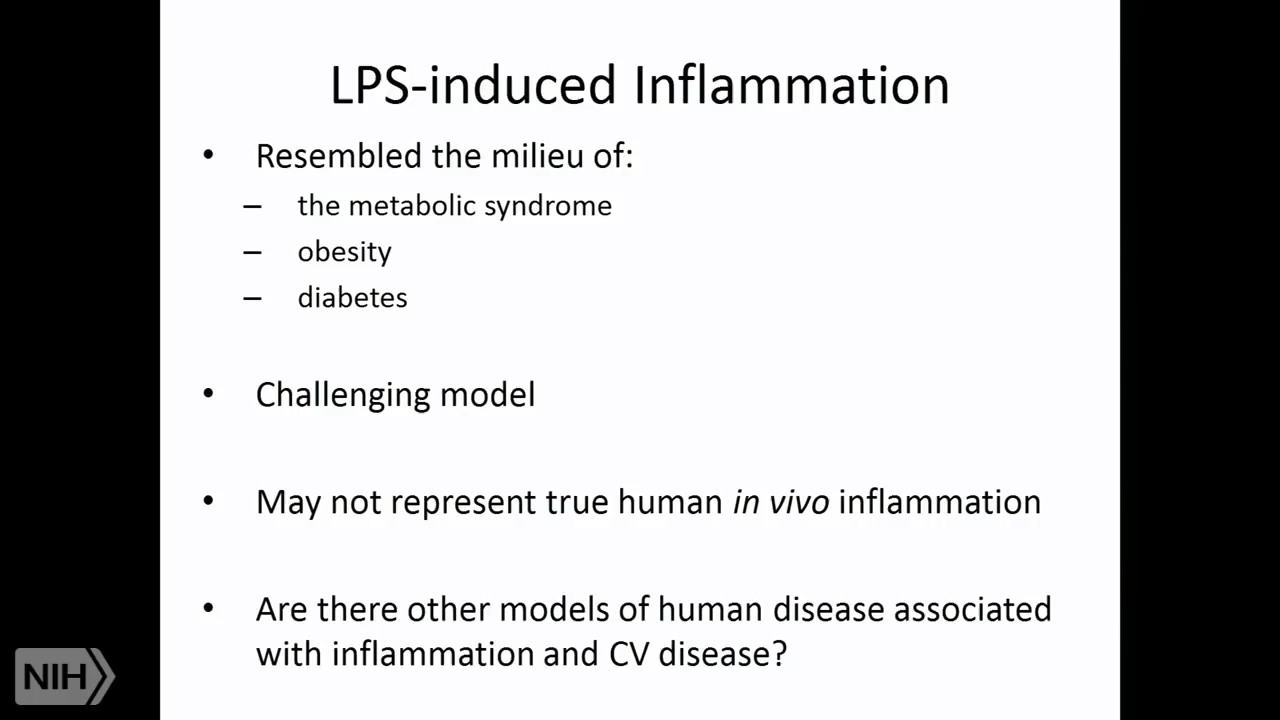 LPS-induced Inflammation
• Resembled the milieu of:
– the metabolic syndrome
– obesity
– diabetes
• Challenging model
• May not represent true human in vivo inflammation
• Are there other models of human disease associated
with inflammation and CV disease?
NIH